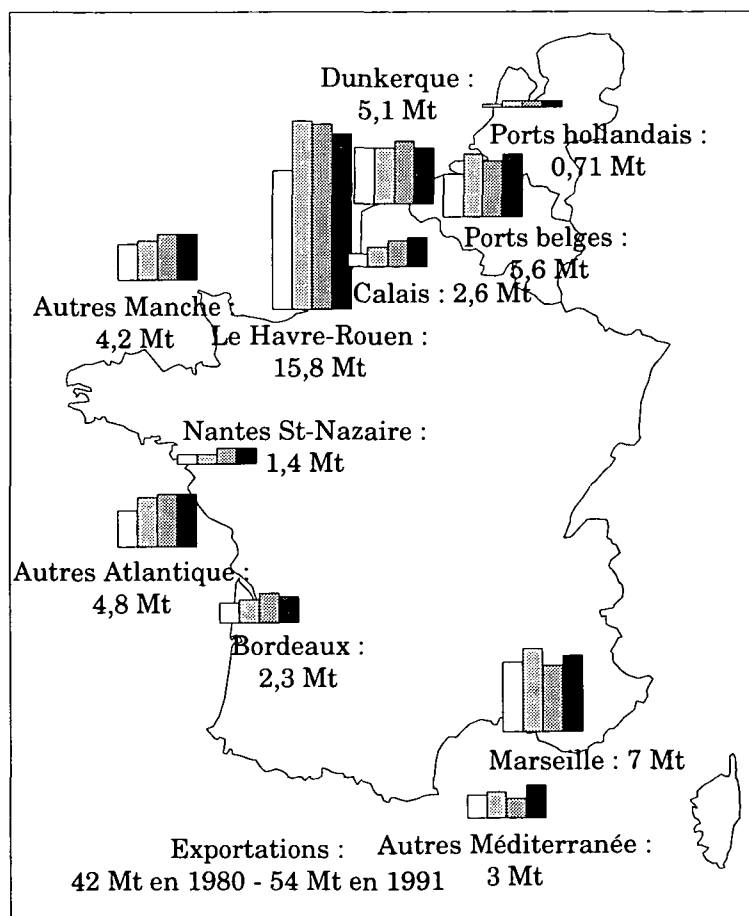 Dunkerque :
5,1 Mt
Ports hollandais :
0,71 Mt
Ports belges :
5,6 Mt
Calais : 2,6 Mt
Autres Manche :
4,2 Mt
Le Havre-Rouen :
15,8 Mt
Nantes St-Nazaire :
1,4 Mt
Autres Atlantique :
4,8 Mt
Bordeaux :
2,3 Mt
Marseille : 7 Mt
Autres Méditerranée :
3 Mt
Exportations :
42 Mt en 1980 - 54 Mt en 1991